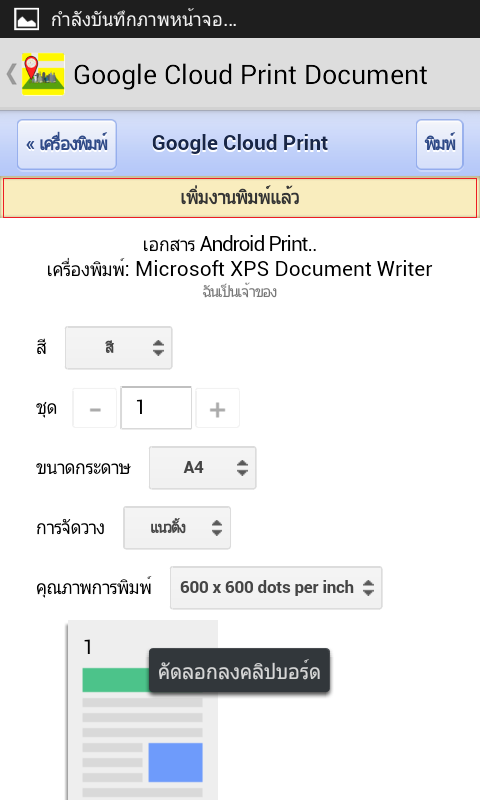 กำลังบันทึกภาพหน้าจอ...
Google Cloud Print Document
« เครื่องพิมพ์
Google Cloud Print
พิมพ์
เพิ่มงานพิมพ์แล้ว
เอกสาร Android Print..
เครื่องพิมพ์: Microsoft XPS Document Writer
ฉันเป็นเจ้าของ
สี สี
ชุด - 1 +
ขนาดกระดาษ A4
การจัดวาง แนวตั้ง
คุณภาพการพิมพ์ 600 x 600 dots per inch
1
คัดลอกลงคลิปบอร์ด